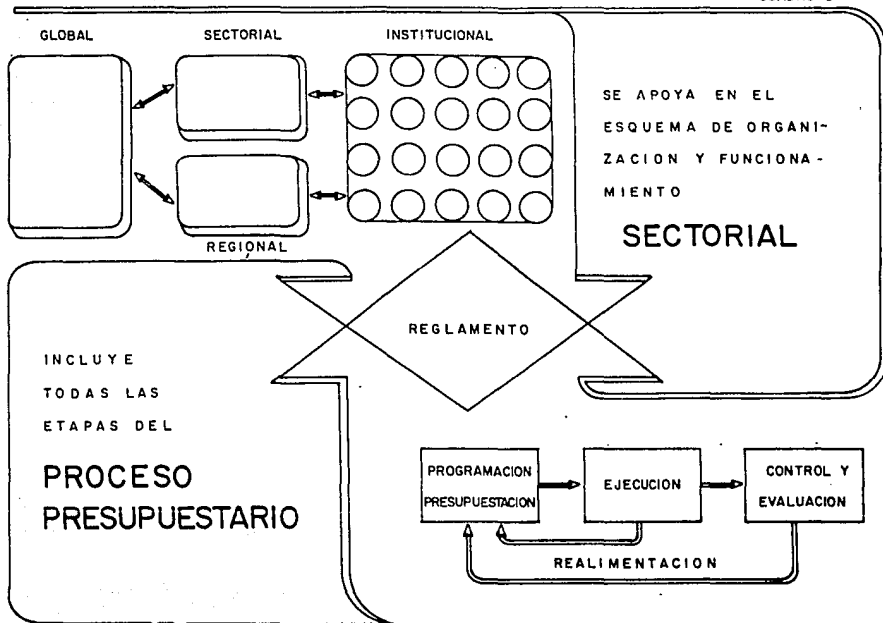 GLOBAL
SECTORIAL
INSTITUCIONAL
REGIONAL
SE APOYA EN EL
ESQUEMA DE ORGANI-
ZACION Y FUNCIONA-
MIENTO
SECTORIAL
REGLAMENTO
INCLUYE
TODAS LAS
ETAPAS DEL
PROCESO
PRESUPUESTARIO
PROGRAMACION
PRESUPUESTACION
EJECUCION
CONTROL Y
EVALUACION
REALIMENTACION